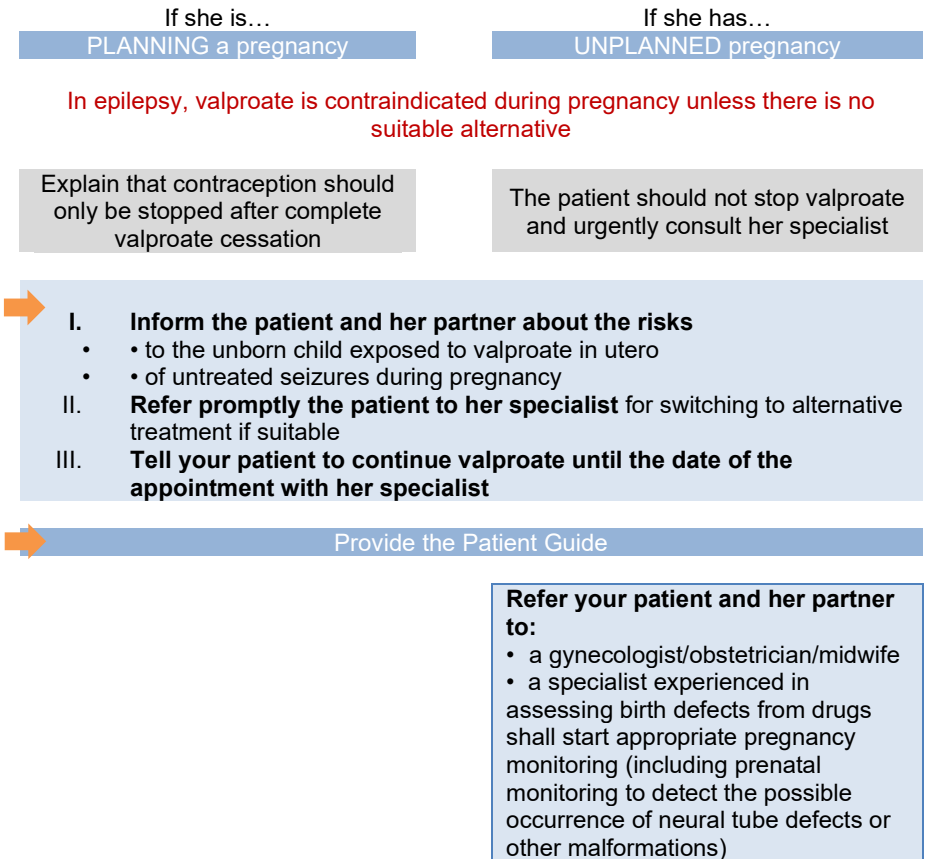 If she is…
PLANNING a pregnancy
If she has…
UNPLANNED pregnancy
In epilepsy, valproate is contraindicated during pregnancy unless there is no
suitable alternative
Explain that contraception should
only be stopped after complete
valproate cessation
The patient should not stop valproate
and urgently consult her specialist
I. Inform the patient and her partner about the risks
• • to the unborn child exposed to valproate in utero
• • of untreated seizures during pregnancy
II. Refer promptly the patient to her specialist for switching to alternative
treatment if suitable
III. Tell your patient to continue valproate until the date of the
appointment with her specialist
Provide the Patient Guide
Refer your patient and her partner
to:
• a gynecologist/obstetrician/midwife
• a specialist experienced in
assessing birth defects from drugs
shall start appropriate pregnancy
monitoring (including prenatal
monitoring to detect the possible
occurrence of neural tube defects or
other malformations)